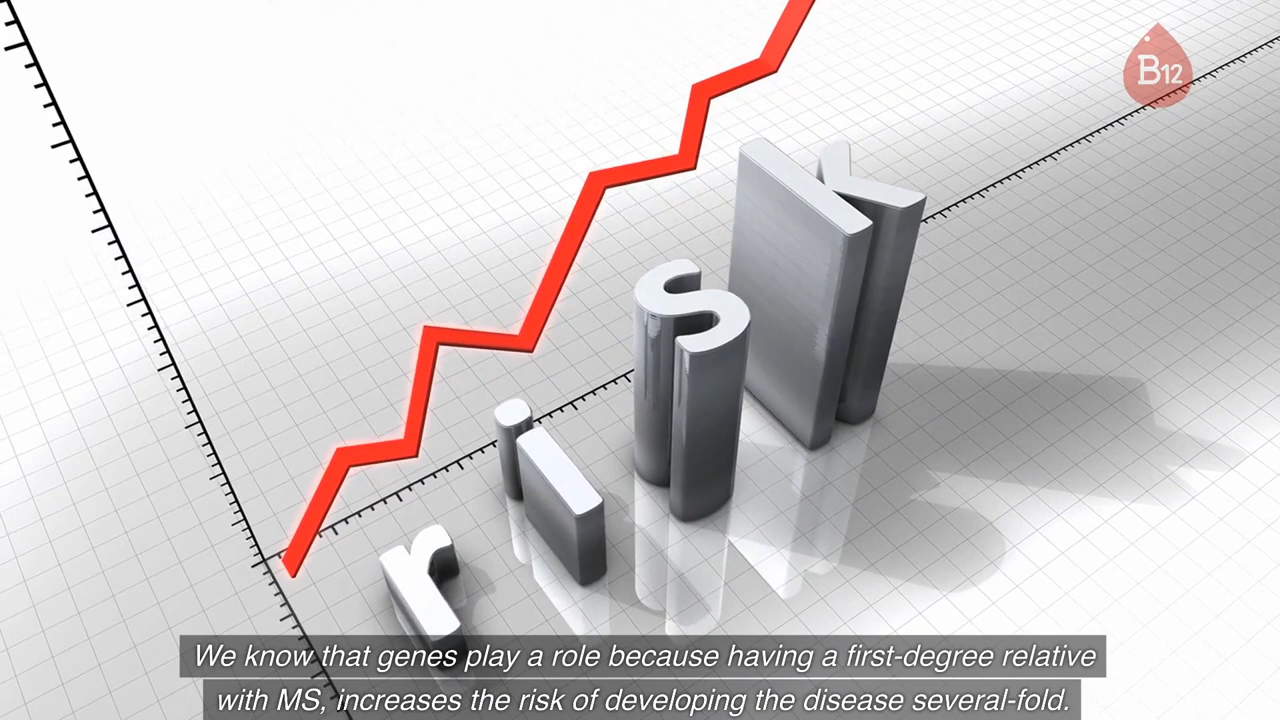 B12
risk
We know that genes play a role because having a first-degree relative
with MS, increases the risk of developing the disease several-fold.